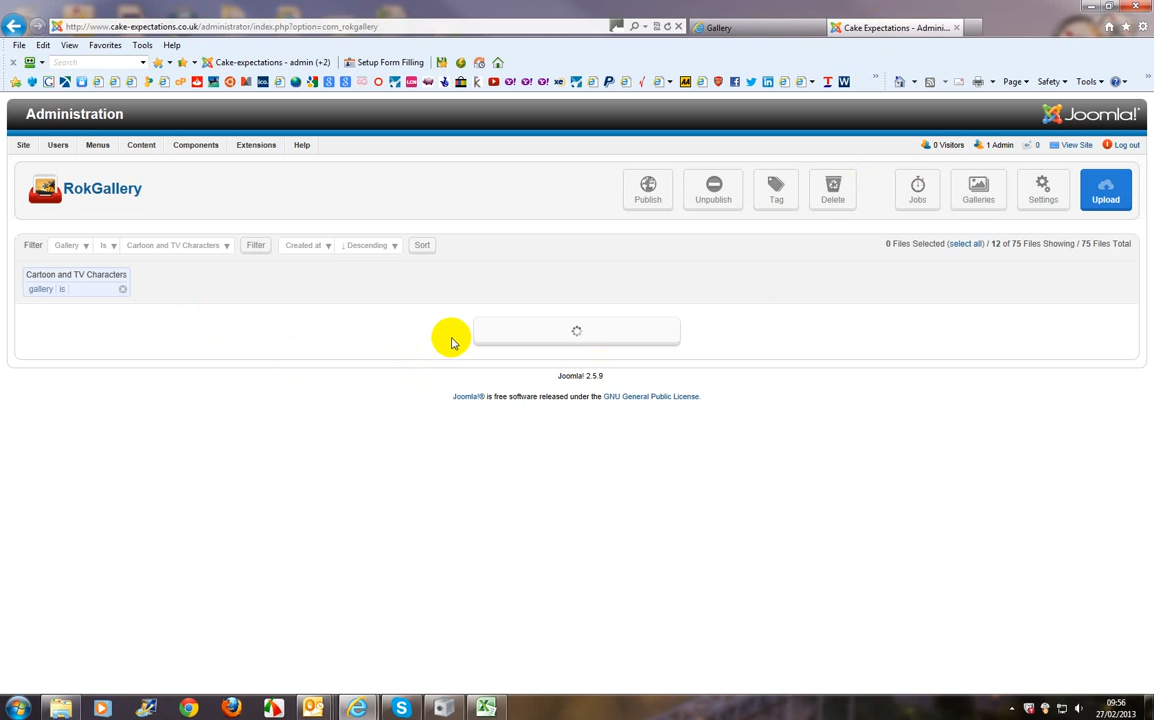 http://www.cake-expectations.co.uk/administrator/index.php?option=com_rokgallery
Gallery
Cake Expectations - Admini...
File Edit View Favorites Tools Help
Search
Cake-expectations - admin (+2)
Setup Form Filling
Page Safety Tools
Administration
Joomla!
Site Users Menus Content Components Extensions Help
0 Visitors 1 Admin 0 View Site Log out
RokGallery
Publish Unpublish Tag Delete Jobs Galleries Settings Upload
Filter Gallery Is Cartoon and TV Characters Filter Created at ↓ Descending Sort
0 Files Selected (select all) / 12 of 75 Files Showing / 75 Files Total
Cartoon and TV Characters
gallery is
Joomla! 2.5.9
Joomla!® is free software released under the GNU General Public License.
09:56
27/02/2013